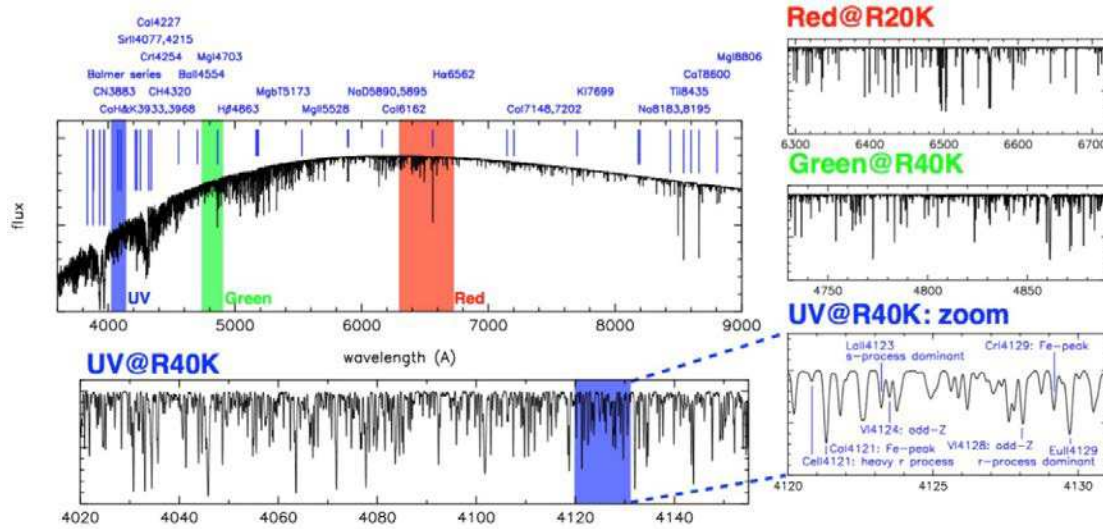 CaI4227
SrII4077,4215
CrI4254 MgI4703
Balmer series BaII4554 Hα6562
CN3883 CH4320 MgbT5173 NaD5890,5895 KI7699
CaH&K3933,3968 Hβ4863 MgII5528 CaI6162 CaI7148,7202 Na8183,8195
MgI8806
CaT8600
TiI8435
flux
UV Green Red
4000 5000 6000 7000 8000 9000
wavelength (A)
Red@R20K
6300 6400 6500 6600 6700
Green@R40K
4750 4800 4850
UV@R40K
4020 4040 4060 4080 4100 4120 4140
UV@R40K: zoom
LaII4123
s-process dominant
CrI4129: Fe-peak
VI4124: odd-Z
CoI4121: Fe-peak
CeII4121: heavy r process
VI4128: odd-Z
EuII4129
r-process dominant
4120 4125 4130